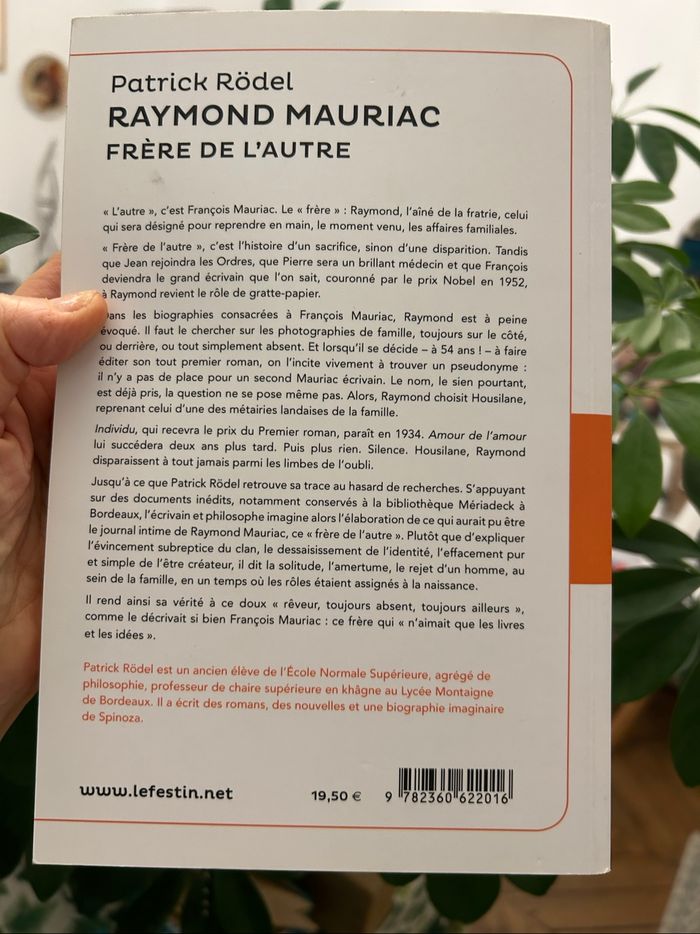 Patrick Rödel
RAYMOND MAURIAC
FRÈRE DE L'AUTRE
« L'autre », c'est François Mauriac. Le « frère » : Raymond, l'aîné de la fratrie, celui
qui sera désigné pour reprendre en main, le moment venu, les affaires familiales.
« Frère de l'autre », c'est l'histoire d'un sacrifice, sinon d'une disparition. Tandis
que Jean rejoindra les Ordres, que Pierre sera un brillant médecin et que François
deviendra le grand écrivain que l'on sait, couronné par le prix Nobel en 1952,
à Raymond revient le rôle de gratte-papier.
Dans les biographies consacrées à François Mauriac, Raymond est à peine
évoqué. Il faut le chercher sur les photographies de famille, toujours sur le côté,
ou derrière, ou tout simplement absent. Et lorsqu'il se décide – à 54 ans ! – à faire
éditer son tout premier roman, on l'incite vivement à trouver un pseudonyme :
il n'y a pas de place pour un second Mauriac écrivain. Le nom, le sien pourtant,
est déjà pris, la question ne se pose même pas. Alors, Raymond choisit Housilane,
reprenant celui d'une des métairies landaises de la famille.
Individu, qui recevra le prix du Premier roman, paraît en 1934. Amour de l'amour
lui succédera deux ans plus tard. Puis plus rien. Silence. Housilane, Raymond
disparaissent à tout jamais parmi les limbes de l'oubli.
Jusqu'à ce que Patrick Rödel retrouve sa trace au hasard de recherches. S'appuyant
sur des documents inédits, notamment conservés à la bibliothèque Mériadeck à
Bordeaux, l'écrivain et philosophe imagine alors l'élaboration de ce qui aurait pu être
le journal intime de Raymond Mauriac, ce « frère de l'autre ». Plutôt que d'expliquer
l'évincement subreptice du clan, le dessaisissement de l'identité, l'effacement pur
et simple de l'être créateur, il dit la solitude, l'amertume, le rejet d'un homme, au
sein de la famille, en un temps où les rôles étaient assignés à la naissance.
Il rend ainsi sa vérité à ce doux « rêveur, toujours absent, toujours ailleurs »,
comme le décrivait si bien François Mauriac : ce frère qui « n'aimait que les livres
et les idées ».
Patrick Rödel est un ancien élève de l'École Normale Supérieure, agrégé de
philosophie, professeur de chaire supérieure en khâgne au Lycée Montaigne
de Bordeaux. Il a écrit des romans, des nouvelles et une biographie imaginaire
de Spinoza.
www.lefestin.net
19,50 €
9 782360 622016